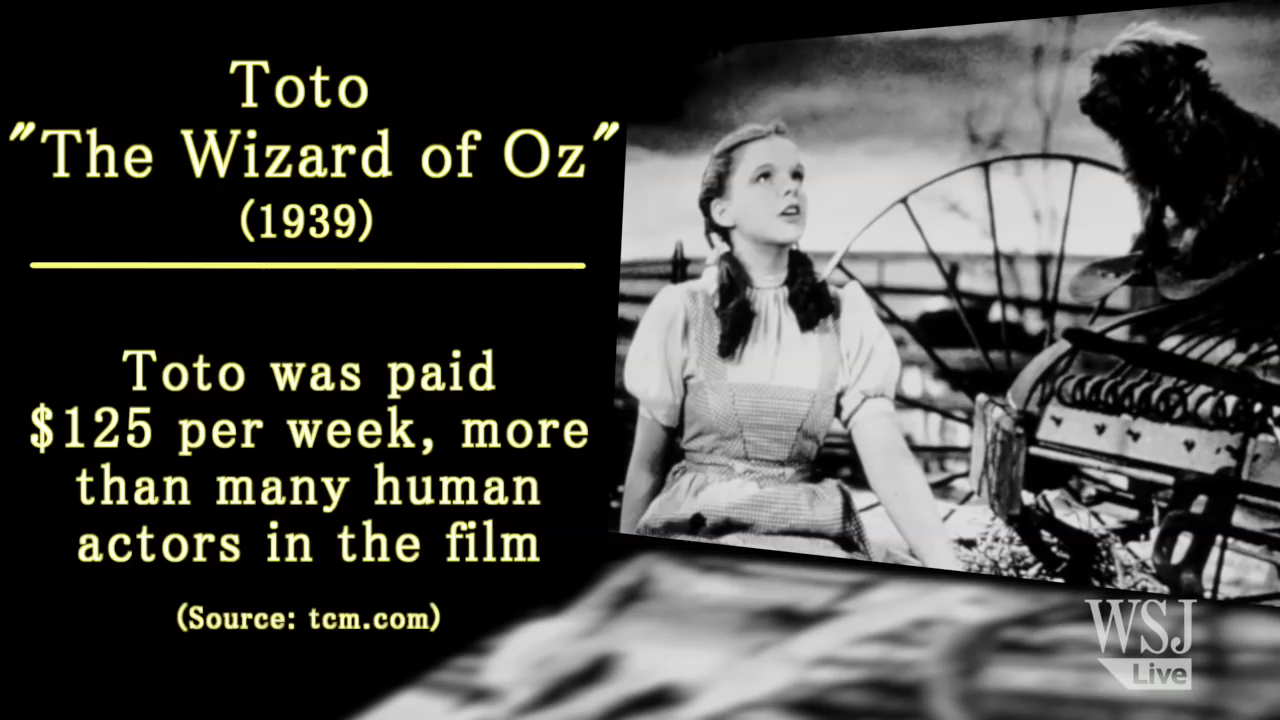 Toto
"The Wizard of Oz"
(1939)
Toto was paid
$125 per week, more
than many human
actors in the film
(Source: tcm.com)
WSJ
Live